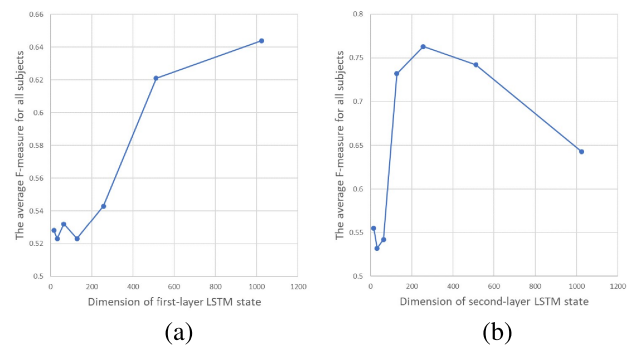 0.66
0.64
0.62
0.6
0.58
0.56
0.54
0.52
0.5
0 200 400 600 800 1000 1200
The average F-measure for all subjects
Dimension of first-layer LSTM state
(a)
0.8
0.75
0.7
0.65
0.6
0.55
0.5
0 200 400 600 800 1000 1200
The average F-measure for all subjects
Dimension of second-layer LSTM state
(b)